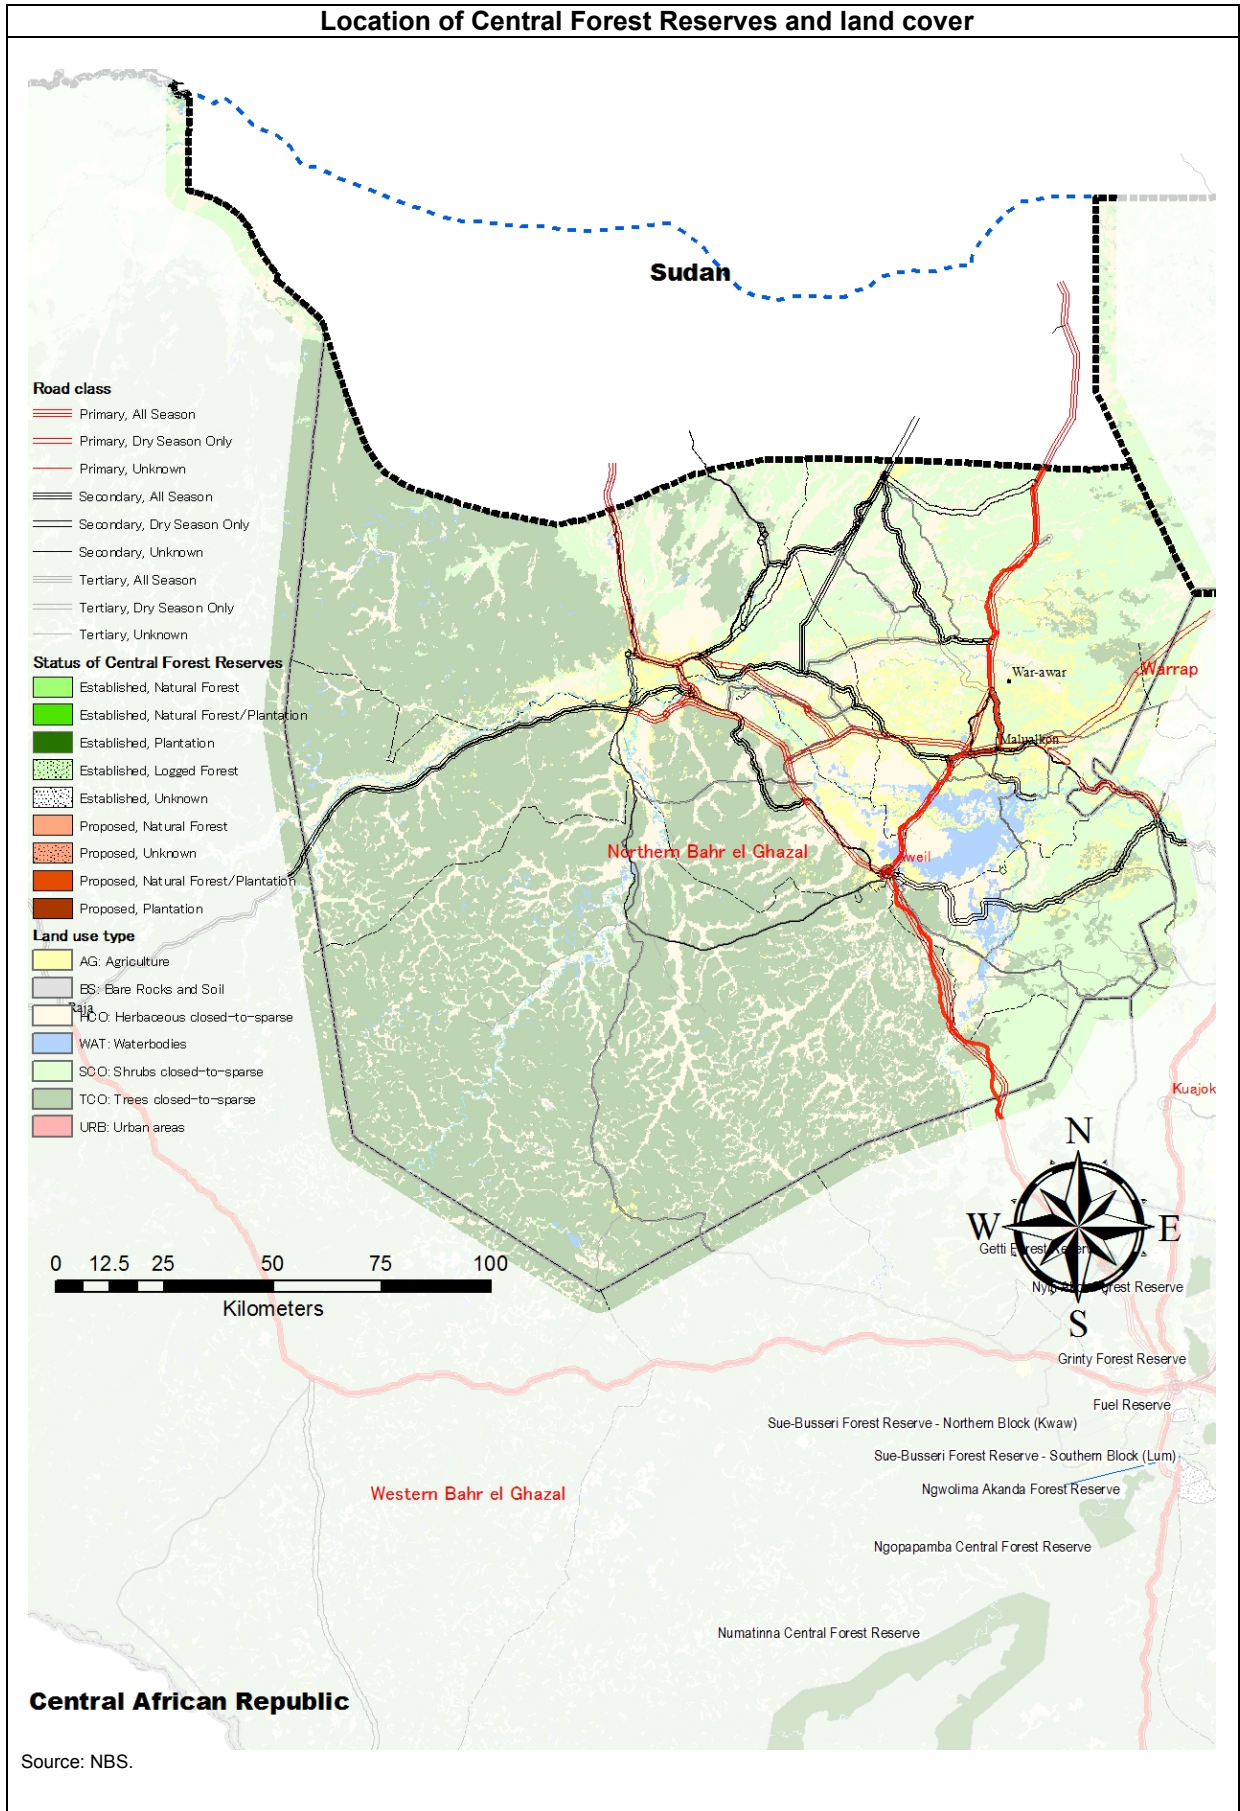 Location of Central Forest Reserves and land cover
Sudan
Road class
Primary, All Season
Primary, Dry Season Only
Primary, Unknown
Secondary, All Season
Secondary, Dry Season Only
Secondary, Unknown
Tertiary, All Season
Tertiary, Dry Season Only
Tertiary, Unknown
Status of Central Forest Reserves
Established, Natural Forest
Established, Natural Forest/Plantation
Established, Plantation
Established, Logged Forest
Established, Unknown
Proposed, Natural Forest
Proposed, Unknown
Proposed, Natural Forest/Plantation
Proposed, Plantation
Land use type
AG: Agriculture
BS: Bare Rocks and Soil
HCO: Herbaceous closed-to-sparse
WAT: Waterbodies
SCO: Shrubs closed-to-sparse
TCO: Trees closed-to-sparse
URB: Urban areas
Raja
War-awar
Warrap
Malualkon
Northern Bahr el Ghazal
Kuajok
N
W
E
S
0 12.5 25 50 75 100
Kilometers
Getti Forest Reserve
Forest Reserve
Grinty Forest Reserve
Fuel Reserve
Sue-Busseri Forest Reserve - Northern Block (Kwaw)
Sue-Busseri Forest Reserve - Southern Block (Lum)
Ngwolima Akanda Forest Reserve
Western Bahr el Ghazal
Ngopapamba Central Forest Reserve
Numatinna Central Forest Reserve
Central African Republic
Source: NBS.